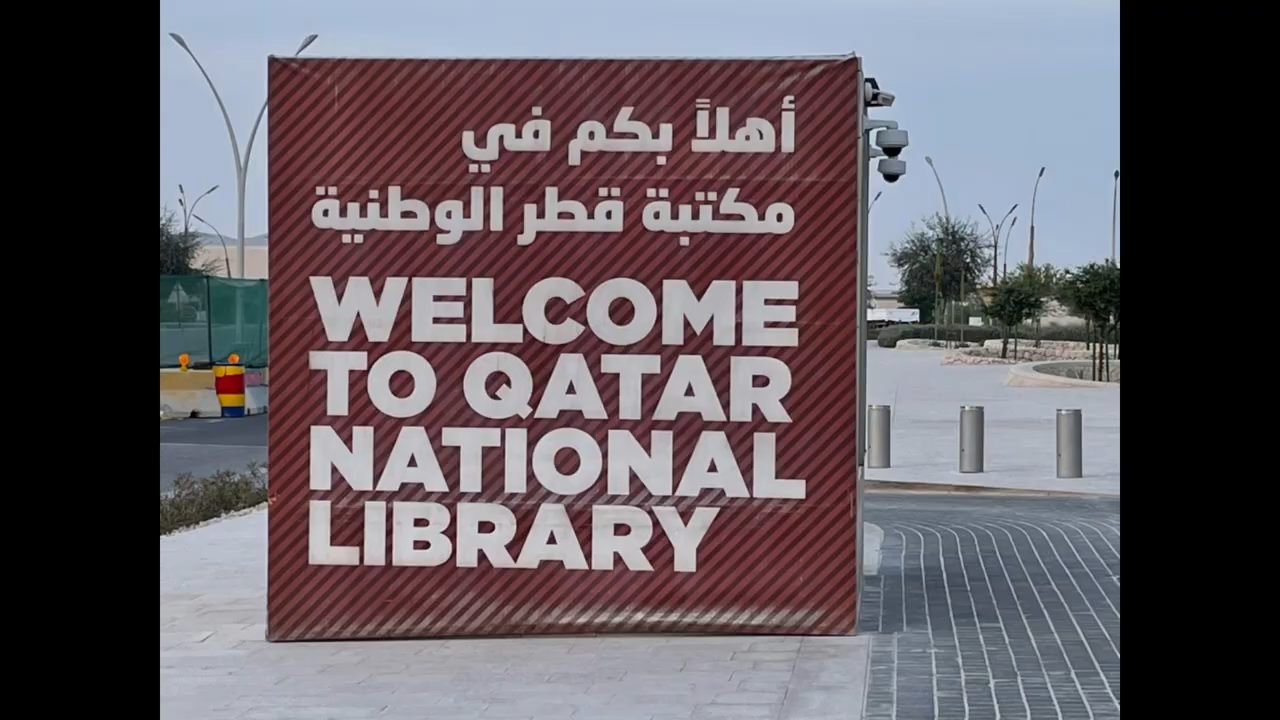 أهلاً بكم في
مكتبة قطر الوطنية
WELCOME
TO QATAR
NATIONAL
LIBRARY